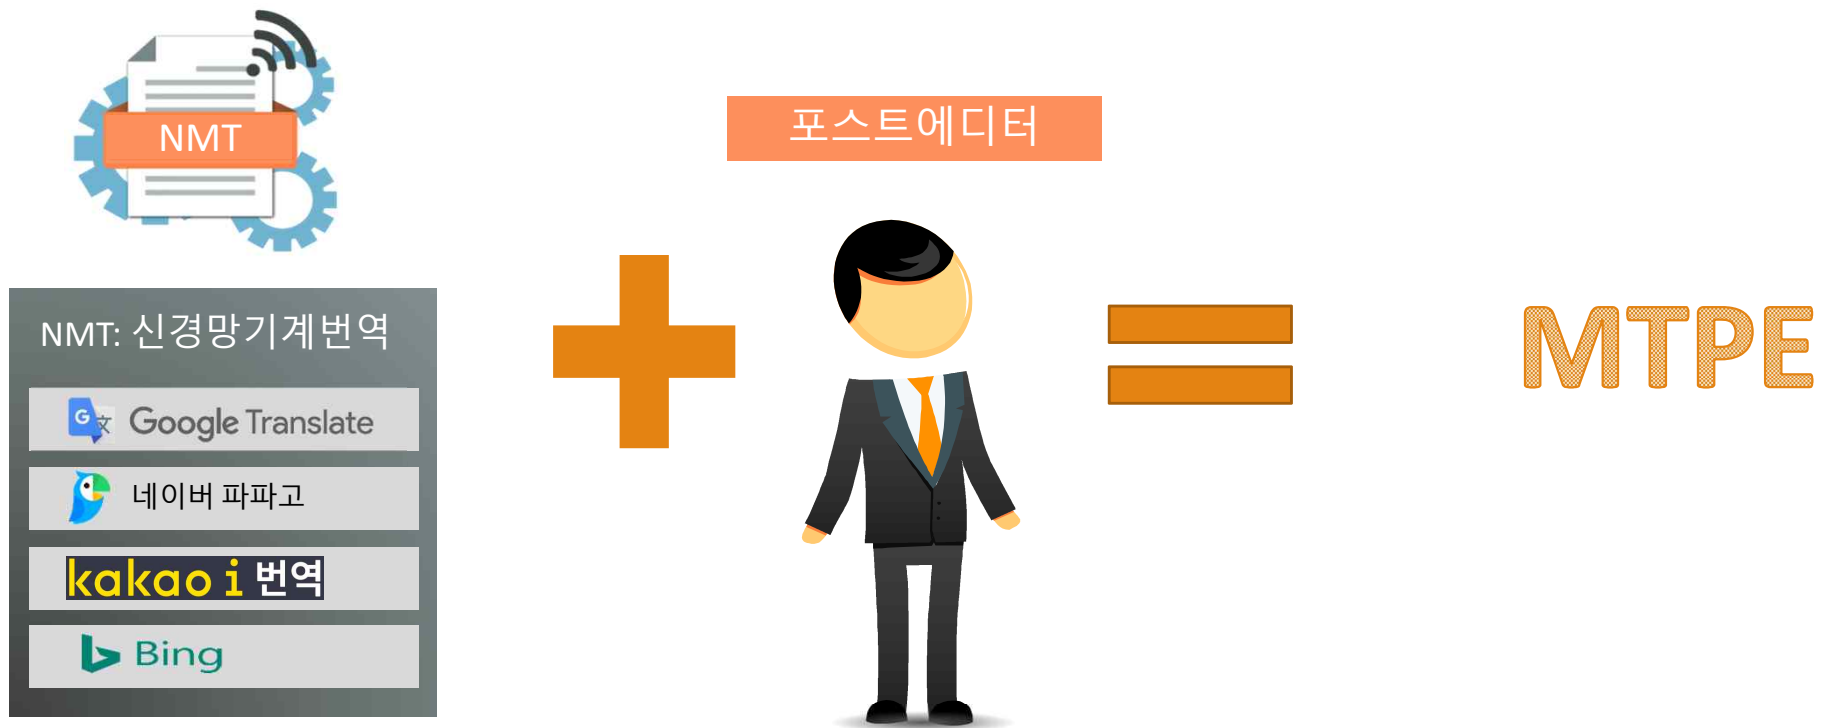 NMT
포스트에디터
NMT: 신경망기계번역
G 文 Google Translate
네이버 파파고
kakao i 번역
Bing
MTPE